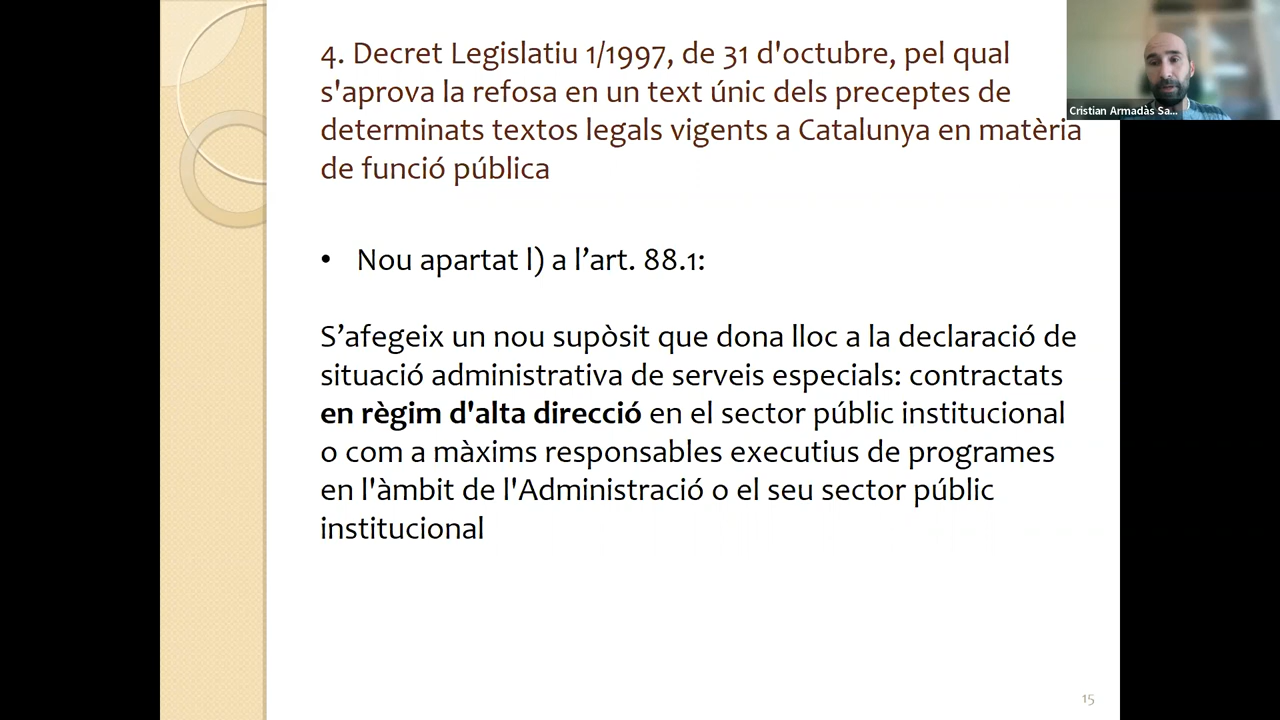 4. Decret Legislatiu 1/1997, de 31 d'octubre, pel qual
s'aprova la refosa en un text únic dels preceptes de
determinats textos legals vigents a Catalunya en matèria
de funció pública
Cristian Armadàs Sa...
• Nou apartat l) a l’art. 88.1:
S’afegeix un nou supòsit que dona lloc a la declaració de
situació administrativa de serveis especials: contractats
en règim d'alta direcció en el sector públic institucional
o com a màxims responsables executius de programes
en l'àmbit de l'Administració o el seu sector públic
institucional
15